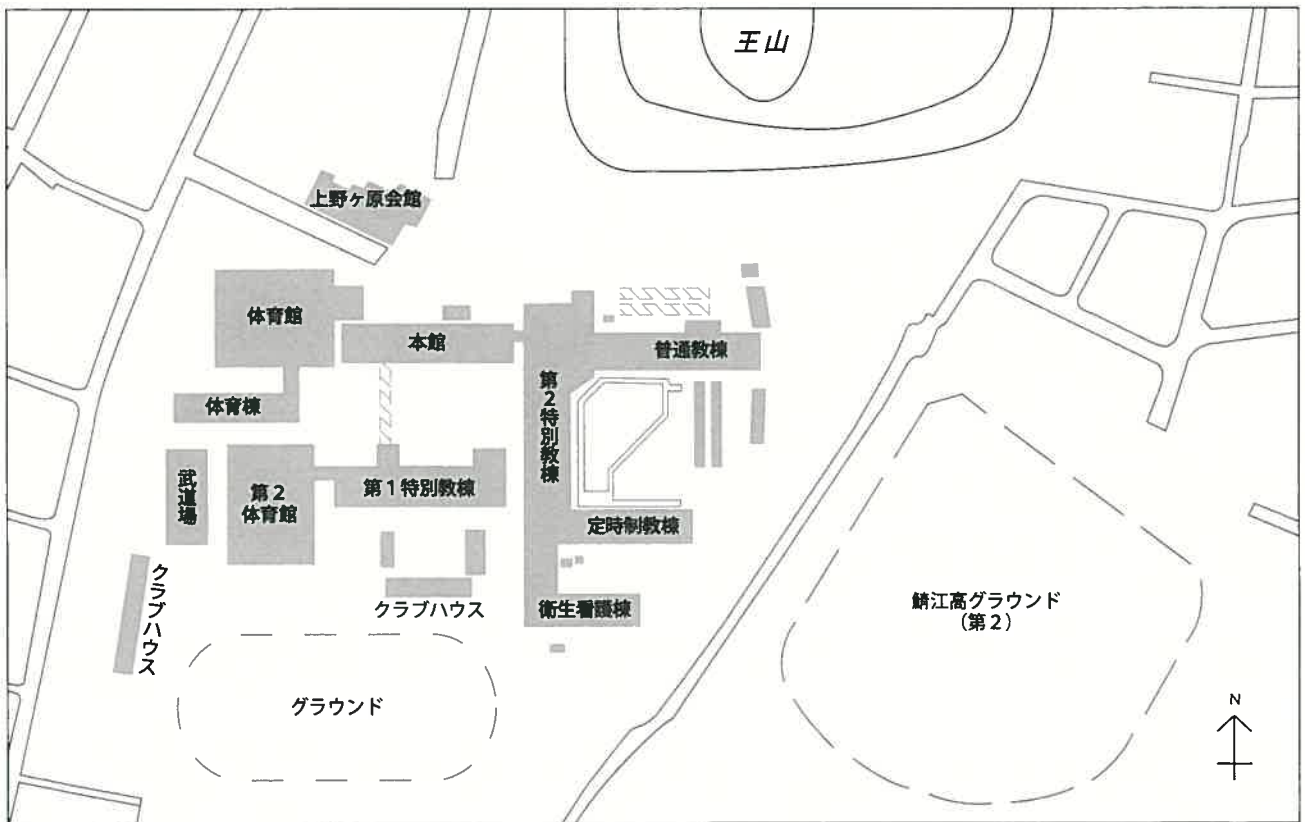 王山
上野ヶ原会館
体育館
本館
普通教棟
第2特別教棟
体育棟
武道場
第2
体育館
第1特別教棟
定時制教棟
クラブハウス
クラブハウス
衛生看護棟
鯖江高グラウンド
(第2)
グラウンド
N